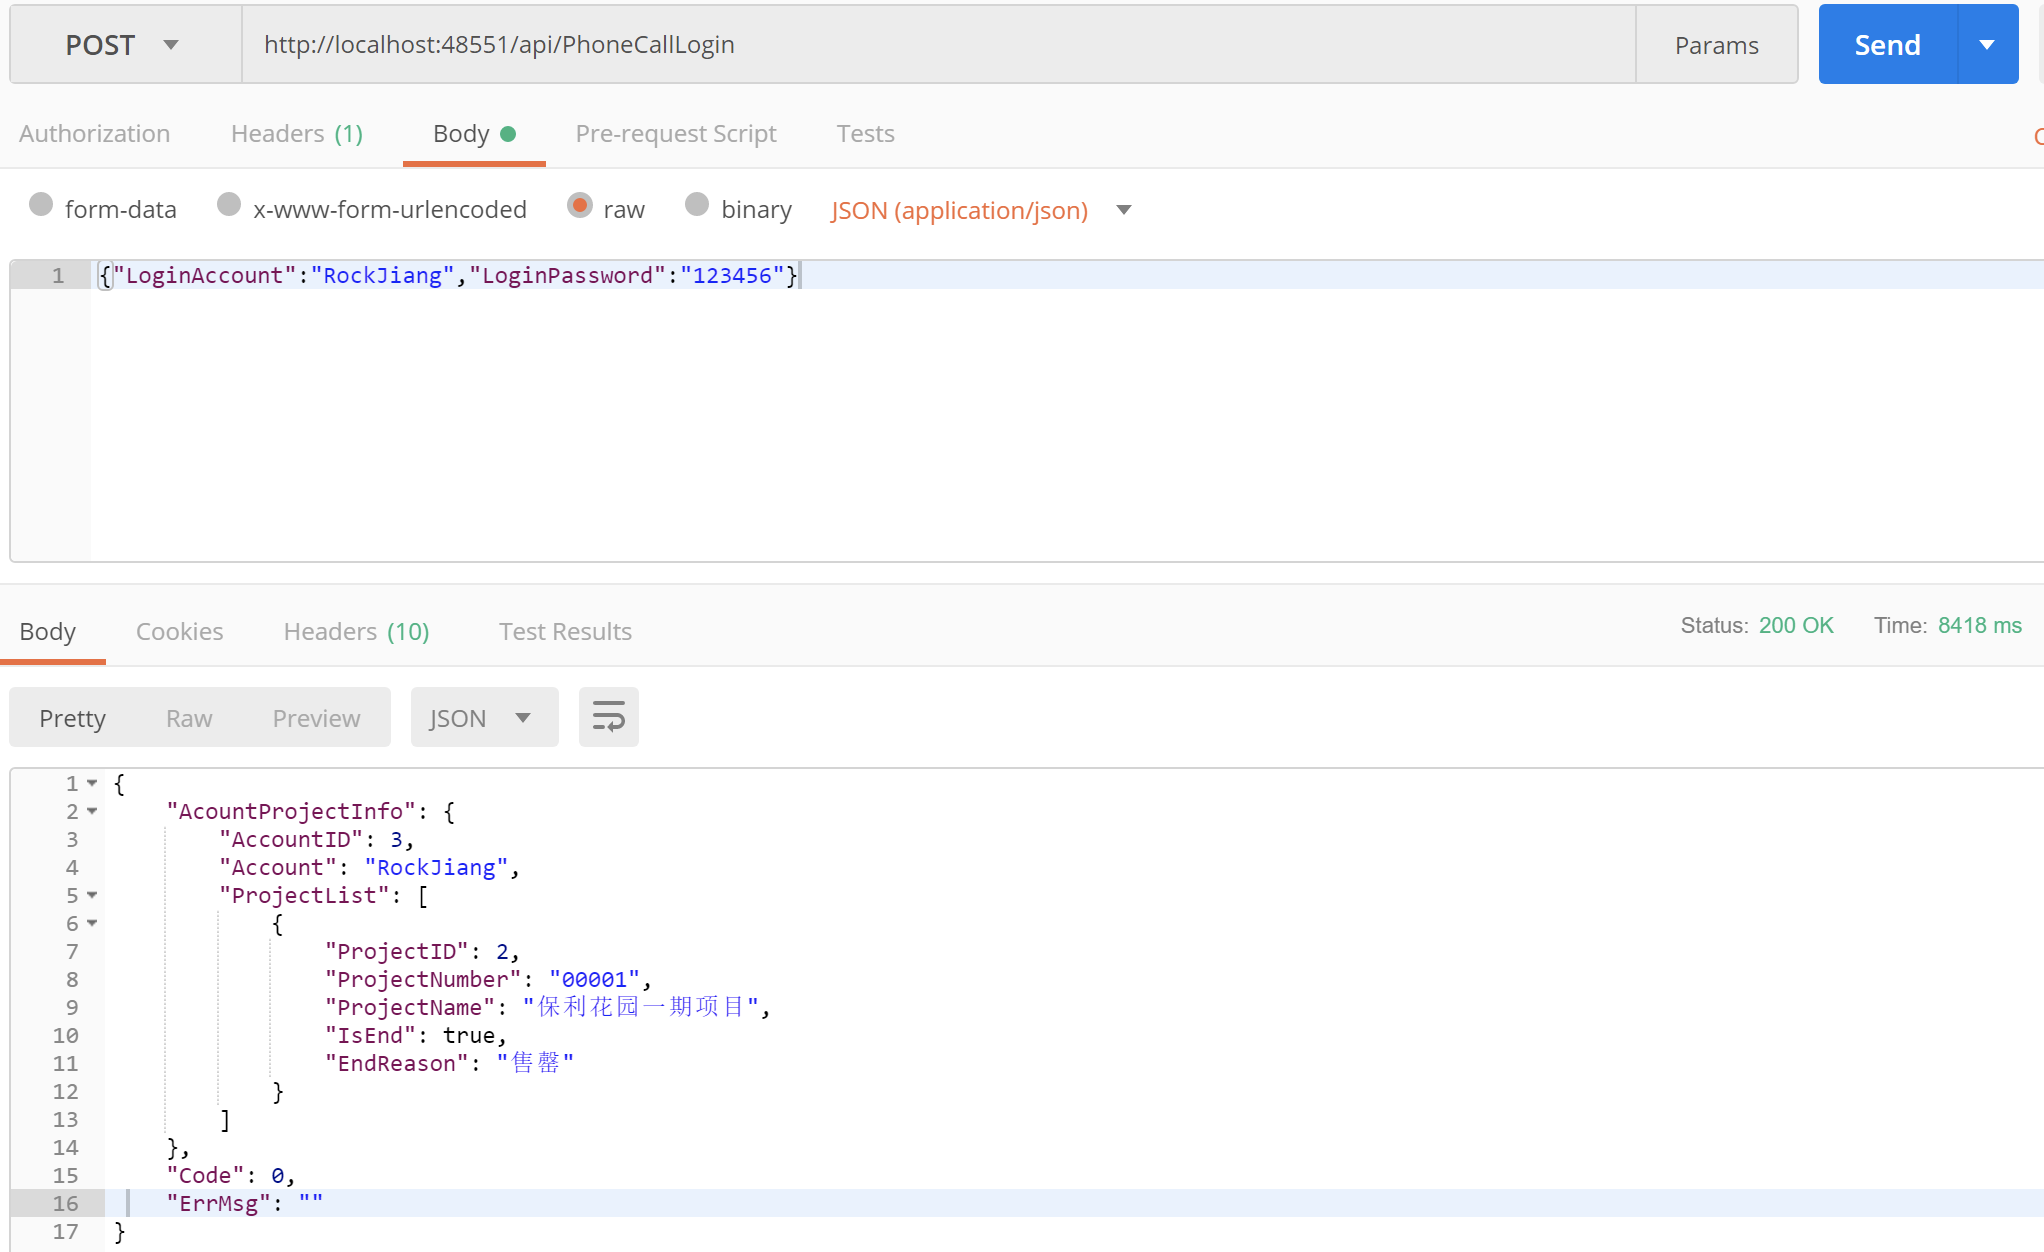 POST http://localhost:48551/api/PhoneCallLogin Params Send
Authorization Headers (1) Body Pre-request Script Tests
form-data x-www-form-urlencoded raw binary JSON (application/json)
1 {"LoginAccount":"RockJiang","LoginPassword":"123456"}
Body Cookies Headers (10) Test Results Status: 200 OK Time: 8418 ms
Pretty Raw Preview JSON
1 {
2 "AcountProjectInfo": {
3 "AccountID": 3,
4 "Account": "RockJiang",
5 "ProjectList": [
6 {
7 "ProjectID": 2,
8 "ProjectNumber": "00001",
9 "ProjectName": "保利花园一期项目",
10 "IsEnd": true,
11 "EndReason": "售罄"
12 }
13 ]
14 },
15 "Code": 0,
16 "ErrMsg": ""
17 }